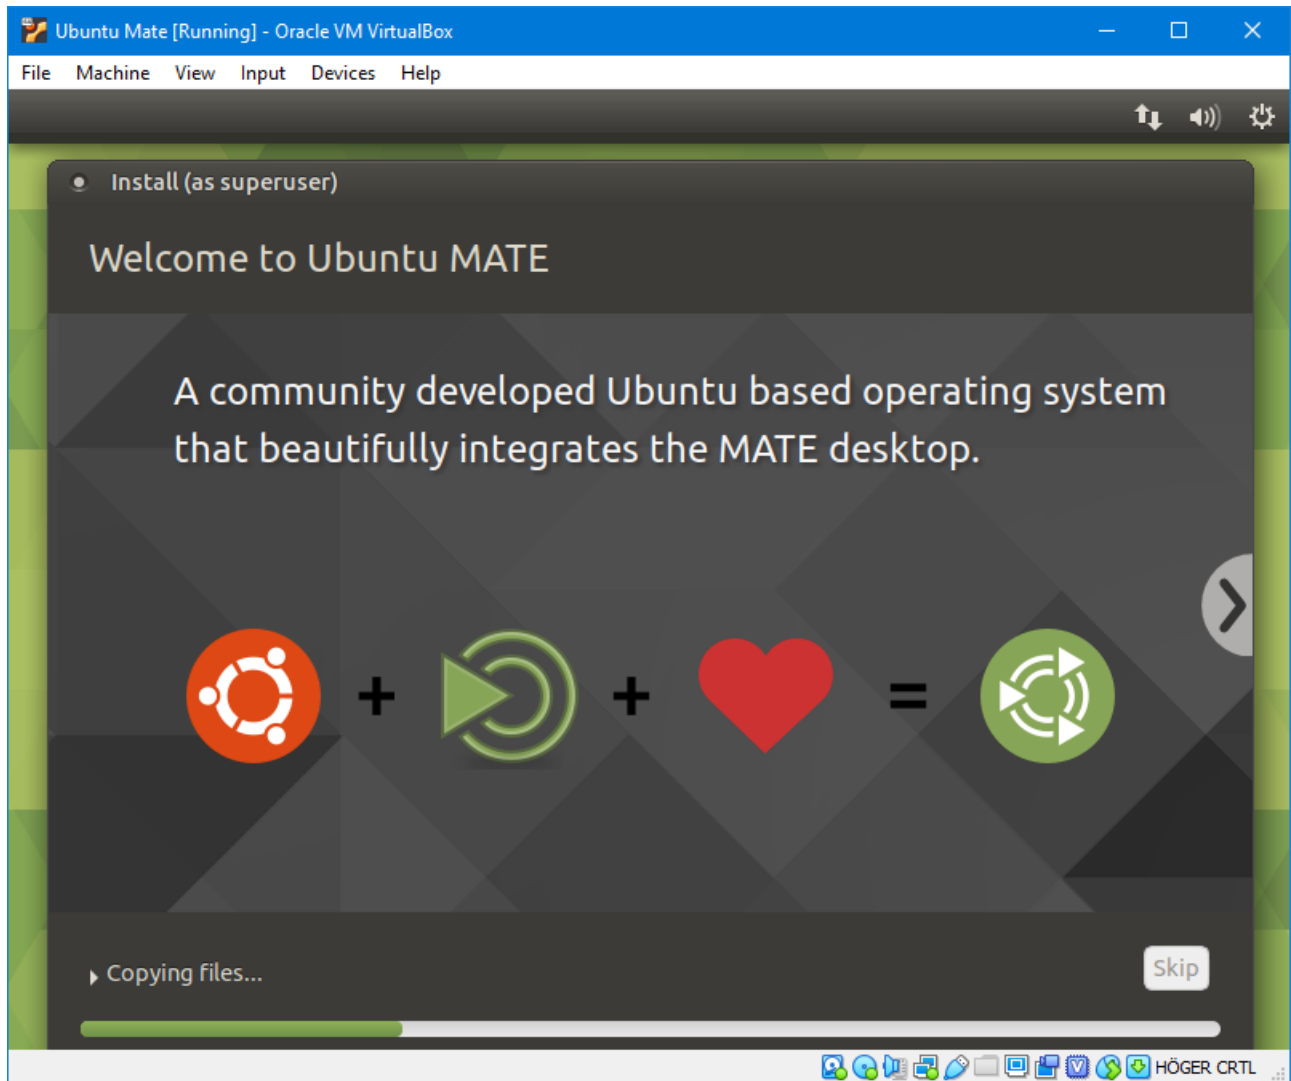 Ubuntu Mate [Running] - Oracle VM VirtualBox
File Machine View Input Devices Help
Install (as superuser)
Welcome to Ubuntu MATE
A community developed Ubuntu based operating system
that beautifully integrates the MATE desktop.
+ + =
Copying files...
Skip
HÖGER CRTL